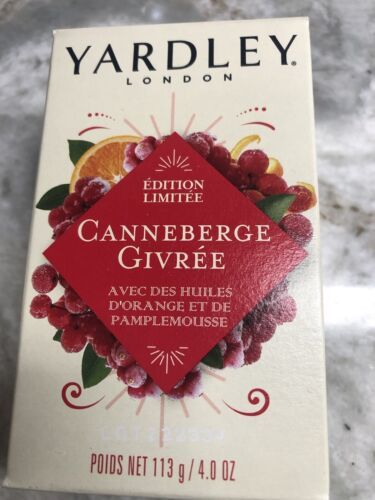 YARDLEY®
LONDON
ÉDITION
LIMITÉE
CANNEBERGE
GIVRÉE
AVEC DES HUILES
D'ORANGE ET DE
PAMPLEMOUSSE
POIDS NET 113 g / 4.0 OZ